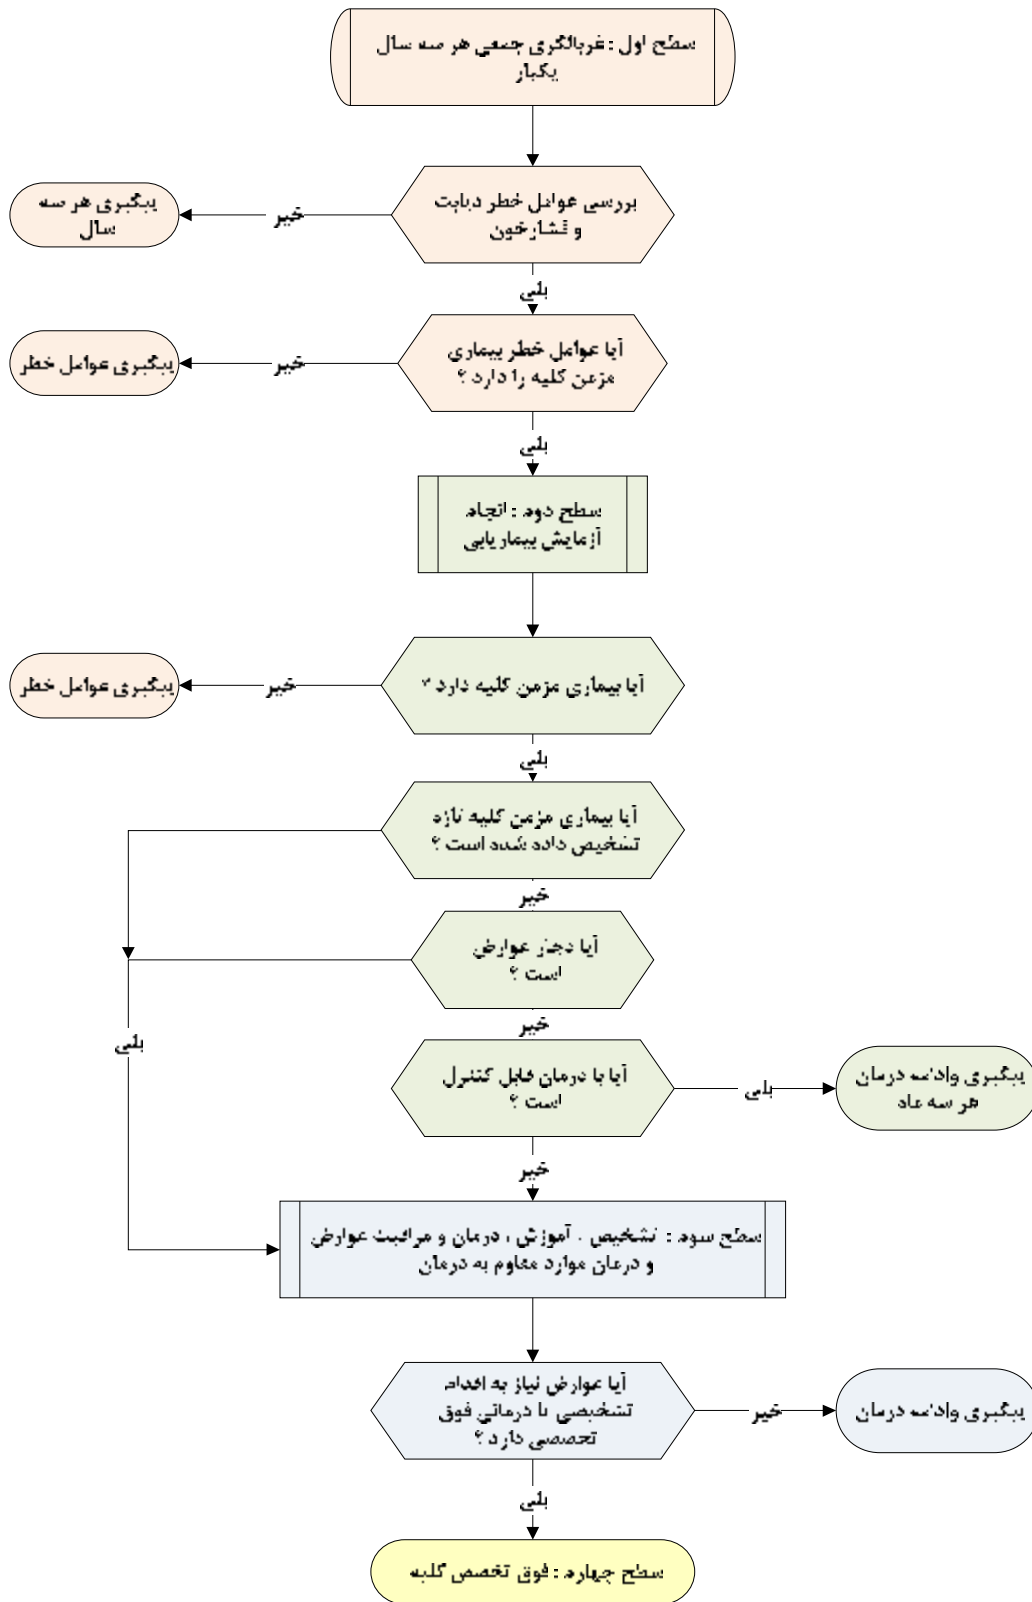 سطح اول : غربالگری جمعی هر سه سال
یکبار
بررسی عوامل خطر دیابت
و فشارخون
خیر
پیگیری هر سه
سال
بلی
آیا عوامل خطر بیماری
مزمن کلیه را دارد ؟
خیر
پیگیری عوامل خطر
بلی
سطح دوم : انجام
آزمایش بیماریابی
آیا بیماری مزمن کلیه دارد ؟
خیر
پیگیری عوامل خطر
بلی
آیا بیماری مزمن کلیه تازه
تشخیص داده شده است ؟
خیر
آیا دچار عوارض
است ؟
خیر
بلی
آیا با درمان قابل کنترل
است ؟
بلی
پیگیری وادامه درمان
هر سه ماه
خیر
سطح سوم : تشخیص ، آموزش ، درمان و مراقبت عوارض
و درمان موارد مقاوم به درمان
آیا عوارض نیاز به اقدام
تشخیصی یا درمانی فوق
تخصصی دارد ؟
خیر
پیگیری وادامه درمان
بلی
سطح چهارم : فوق تخصص کلیه